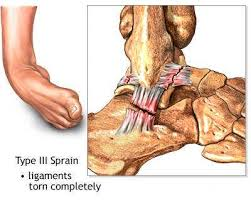 Type III Sprain
• ligaments
torn completely